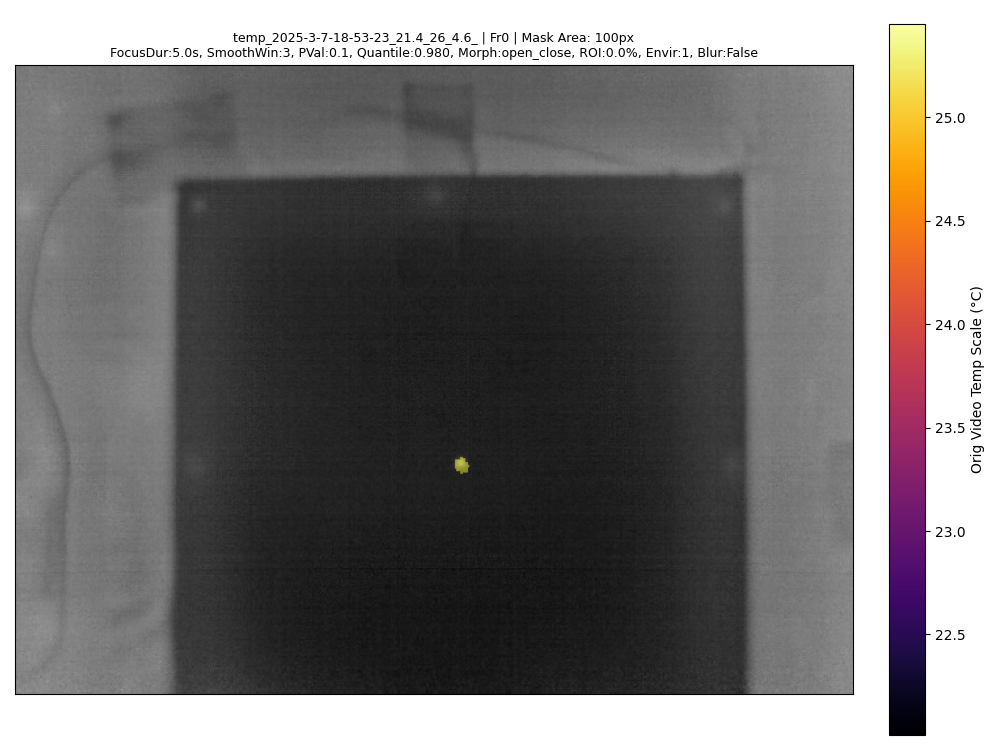 temp_2025-3-7-18-53-23_21.4_26_4.6_ | Fr0 | Mask Area: 100px
FocusDur:5.0s, SmoothWin:3, PVal:0.1, Quantile:0.980, Morph:open_close, ROI:0.0%, Envir:1, Blur:False
25.0
24.5
24.0
23.5
23.0
22.5
Orig Video Temp Scale (°C)